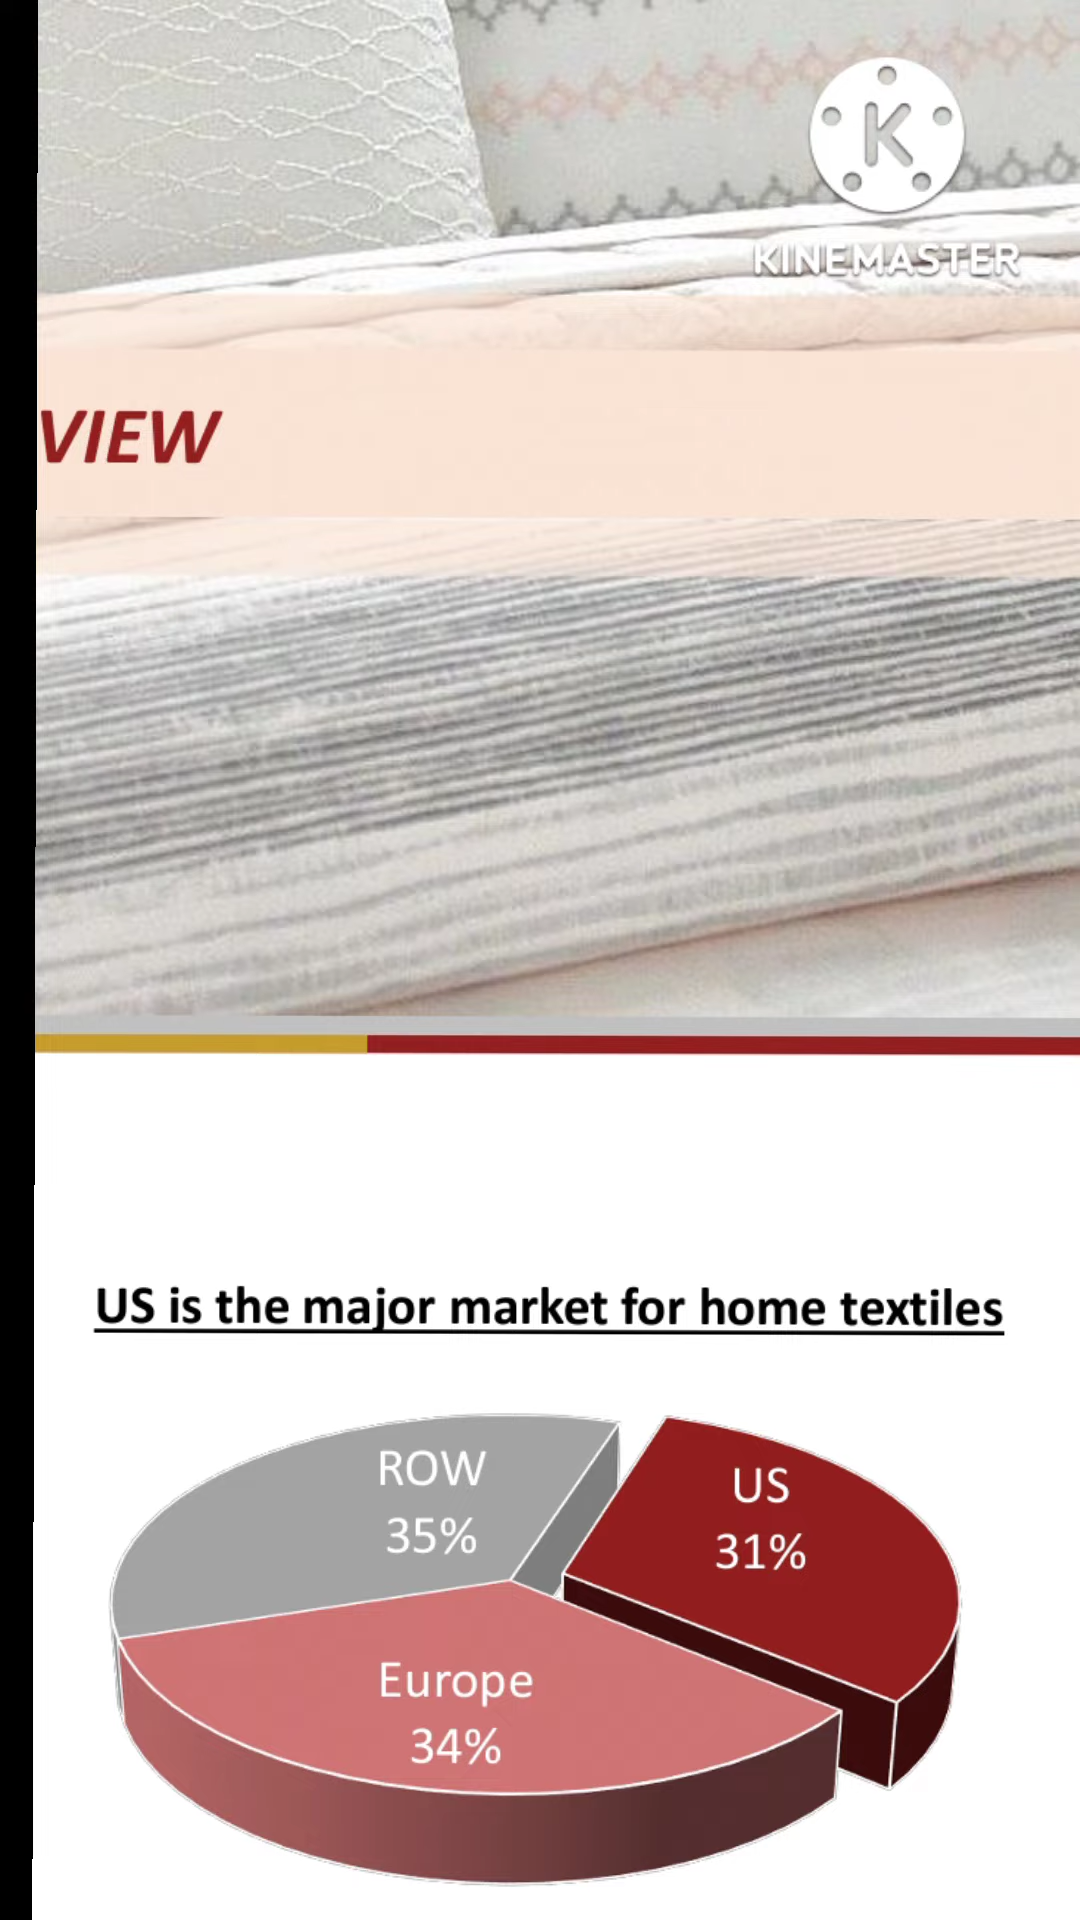 K
KINEMASTER
VIEW
US is the major market for home textiles
ROW
35%
US
31%
Europe
34%